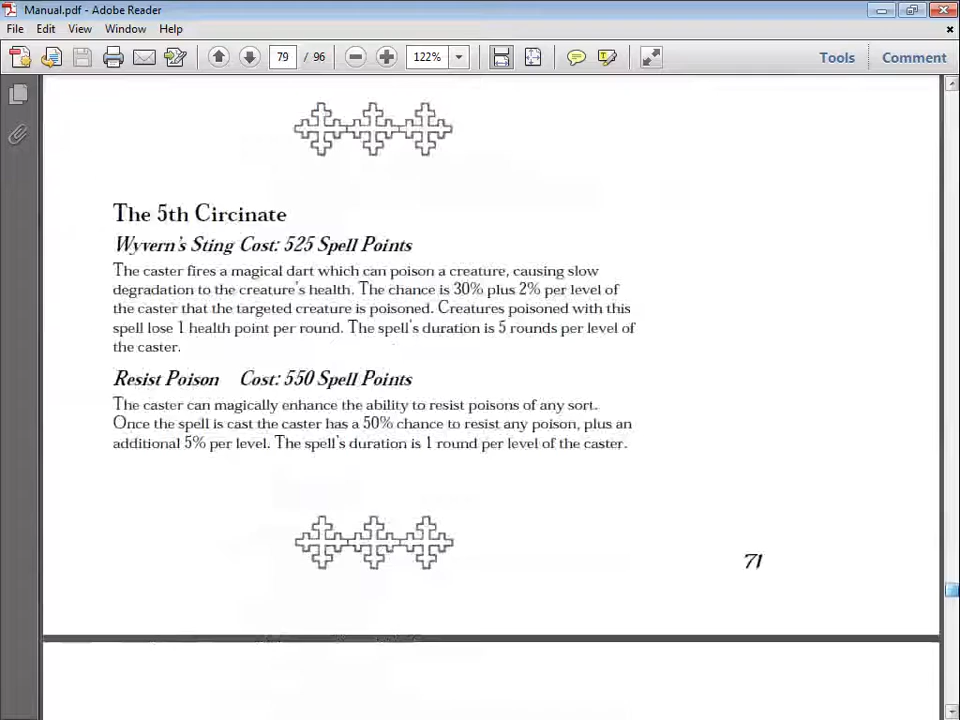 Manual.pdf - Adobe Reader
File Edit View Window Help
79 / 96 122% Tools Comment
The 5th Circinate
Wyvern's Sting Cost: 525 Spell Points
The caster fires a magical dart which can poison a creature, causing slow
degradation to the creature's health. The chance is 30% plus 2% per level of
the caster that the targeted creature is poisoned. Creatures poisoned with this
spell lose 1 health point per round. The spell's duration is 5 rounds per level of
the caster.
Resist Poison Cost: 550 Spell Points
The caster can magically enhance the ability to resist poisons of any sort.
Once the spell is cast the caster has a 50% chance to resist any poison, plus an
additional 5% per level. The spell's duration is 1 round per level of the caster.
71